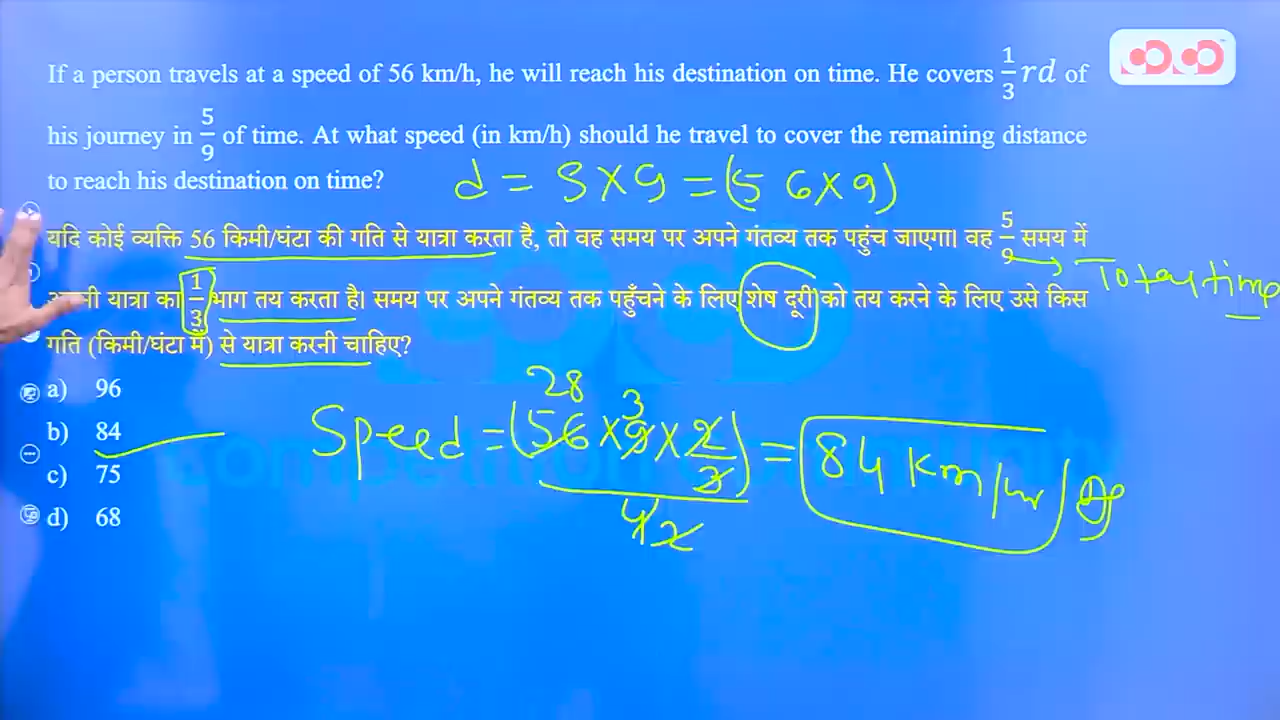 If a person travels at a speed of 56 km/h, he will reach his destination on time. He covers 1/3 rd of
his journey in 5/9 of time. At what speed (in km/h) should he travel to cover the remaining distance
to reach his destination on time?
d = S X 9 = (56 X 9)
यदि कोई व्यक्ति 56 किमी/घंटा की गति से यात्रा करता है, तो वह समय पर अपने गंतव्य तक पहुंच जाएगा। वह 5/9 समय में
Total time
यात्रा का 1/3 भाग तय करता है। समय पर अपने गंतव्य तक पहुँचने के लिए शेष दूरी को तय करने के लिए उसे किस
गति (किमी/घंटा में) से यात्रा करनी चाहिए?
a) 96
b) 84
c) 75
d) 68
28 3
Speed = (56 X 9 X 2/3) / 4 = 84 Km/hr